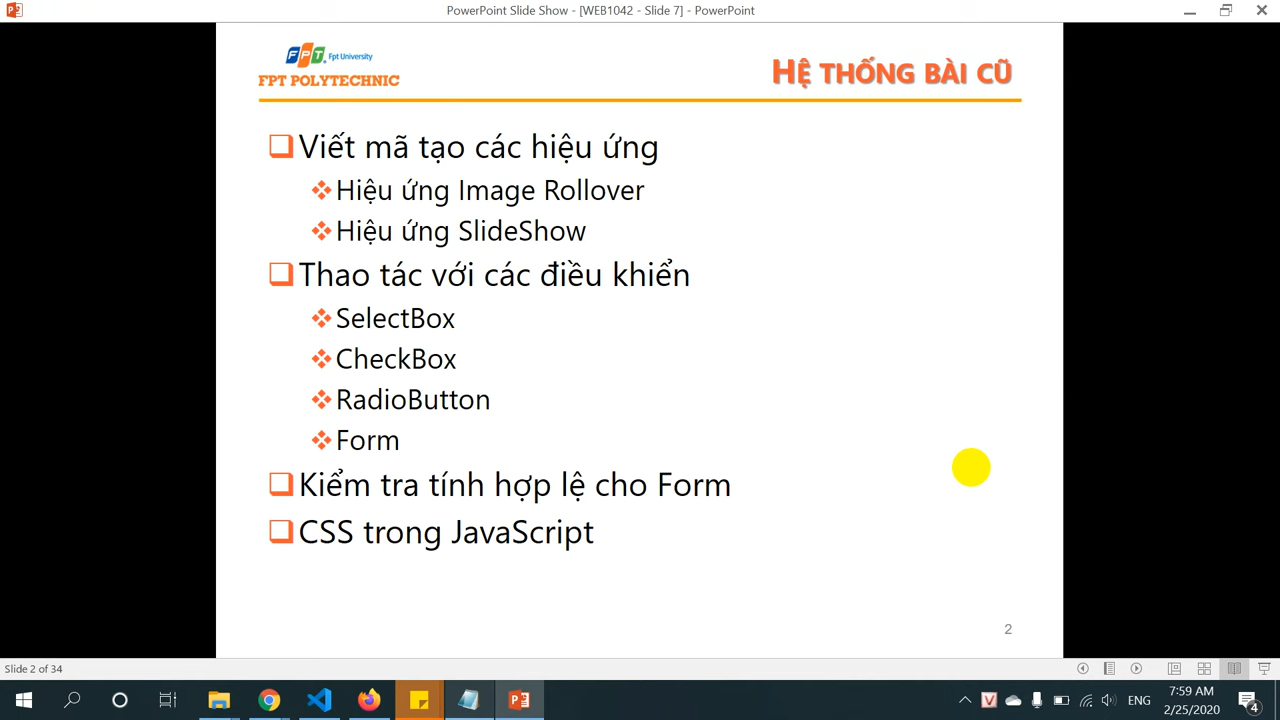 PowerPoint Slide Show - [WEB1042 - Slide 7] - PowerPoint
FPT. Fpt University
FPT POLYTECHNIC
HỆ THỐNG BÀI CŨ
Viết mã tạo các hiệu ứng
Hiệu ứng Image Rollover
Hiệu ứng SlideShow
Thao tác với các điều khiển
SelectBox
CheckBox
RadioButton
Form
Kiểm tra tính hợp lệ cho Form
CSS trong JavaScript
2
Slide 2 of 34
ENG
7:59 AM
2/25/2020
4